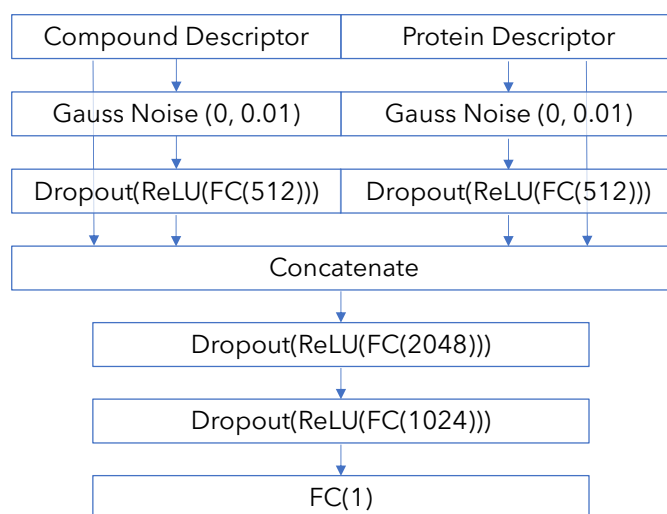 Compound Descriptor
Protein Descriptor
Gauss Noise (0, 0.01)
Gauss Noise (0, 0.01)
Dropout(ReLU(FC(512)))
Dropout(ReLU(FC(512)))
Concatenate
Dropout(ReLU(FC(2048)))
Dropout(ReLU(FC(1024)))
FC(1)